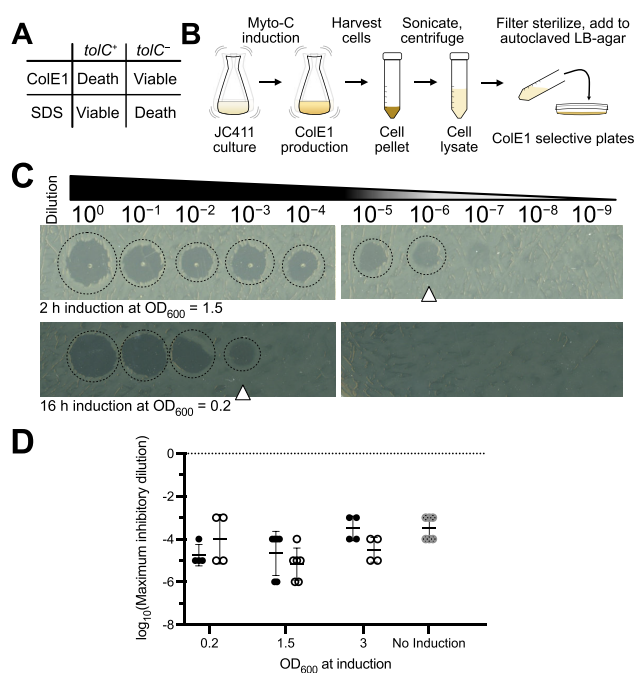 A
tolC+ tolC−
ColE1 Death Viable
SDS Viable Death
B
Myto-C induction
Harvest cells
Sonicate, centrifuge
Filter sterilize, add to autoclaved LB-agar
JC411 culture
ColE1 production
Cell pellet
Cell lysate
ColE1 selective plates
C
Dilution
10⁰ 10⁻¹ 10⁻² 10⁻³ 10⁻⁴ 10⁻⁵ 10⁻⁶ 10⁻⁷ 10⁻⁸ 10⁻⁹
2 h induction at OD₆₀₀ = 1.5
16 h induction at OD₆₀₀ = 0.2
D
log₁₀(Maximum inhibitory dilution)
0
-2
-4
-6
-8
0.2 1.5 3 No Induction
OD₆₀₀ at induction